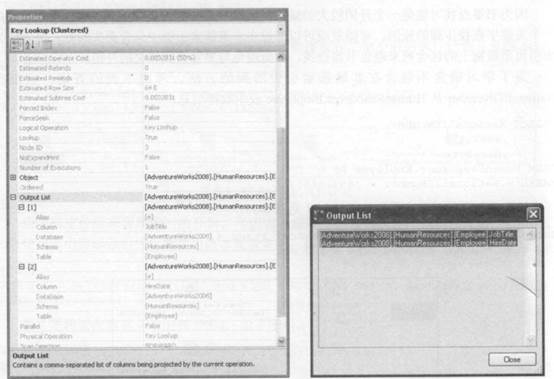 Properties
Key Lookup (Clustered)
Estimated Operator Cost 0.0032831 (50%)
Estimated Rebinds 0
Estimated Rewinds 0
Estimated Row Size 64 B
Estimated Subtree Cost 0.0032831
Forced Index False
ForceSeek False
Logical Operation Key Lookup
Lookup True
Node ID 3
NoExpandHint False
Number of Executions 1
Object [AdventureWorks2008].[HumanResources].[E
Ordered True
Output List [AdventureWorks2008].[HumanResources].[E
[1] [AdventureWorks2008].[HumanResources].[E
Alias [e]
Column JobTitle
Database [AdventureWorks2008]
Schema [HumanResources]
Table [Employee]
[2] [AdventureWorks2008].[HumanResources].[E
Alias [e]
Column HireDate
Database [AdventureWorks2008]
Schema [HumanResources]
Table [Employee]
Parallel False
Physical Operation Key Lookup
Scan Direction FORWARD
Output List
Contains a comma-separated list of columns being projected by the current operation.
Output List
[AdventureWorks2008].[HumanResources].[Employee].JobTitle,
[AdventureWorks2008].[HumanResources].[Employee].HireDate
Close